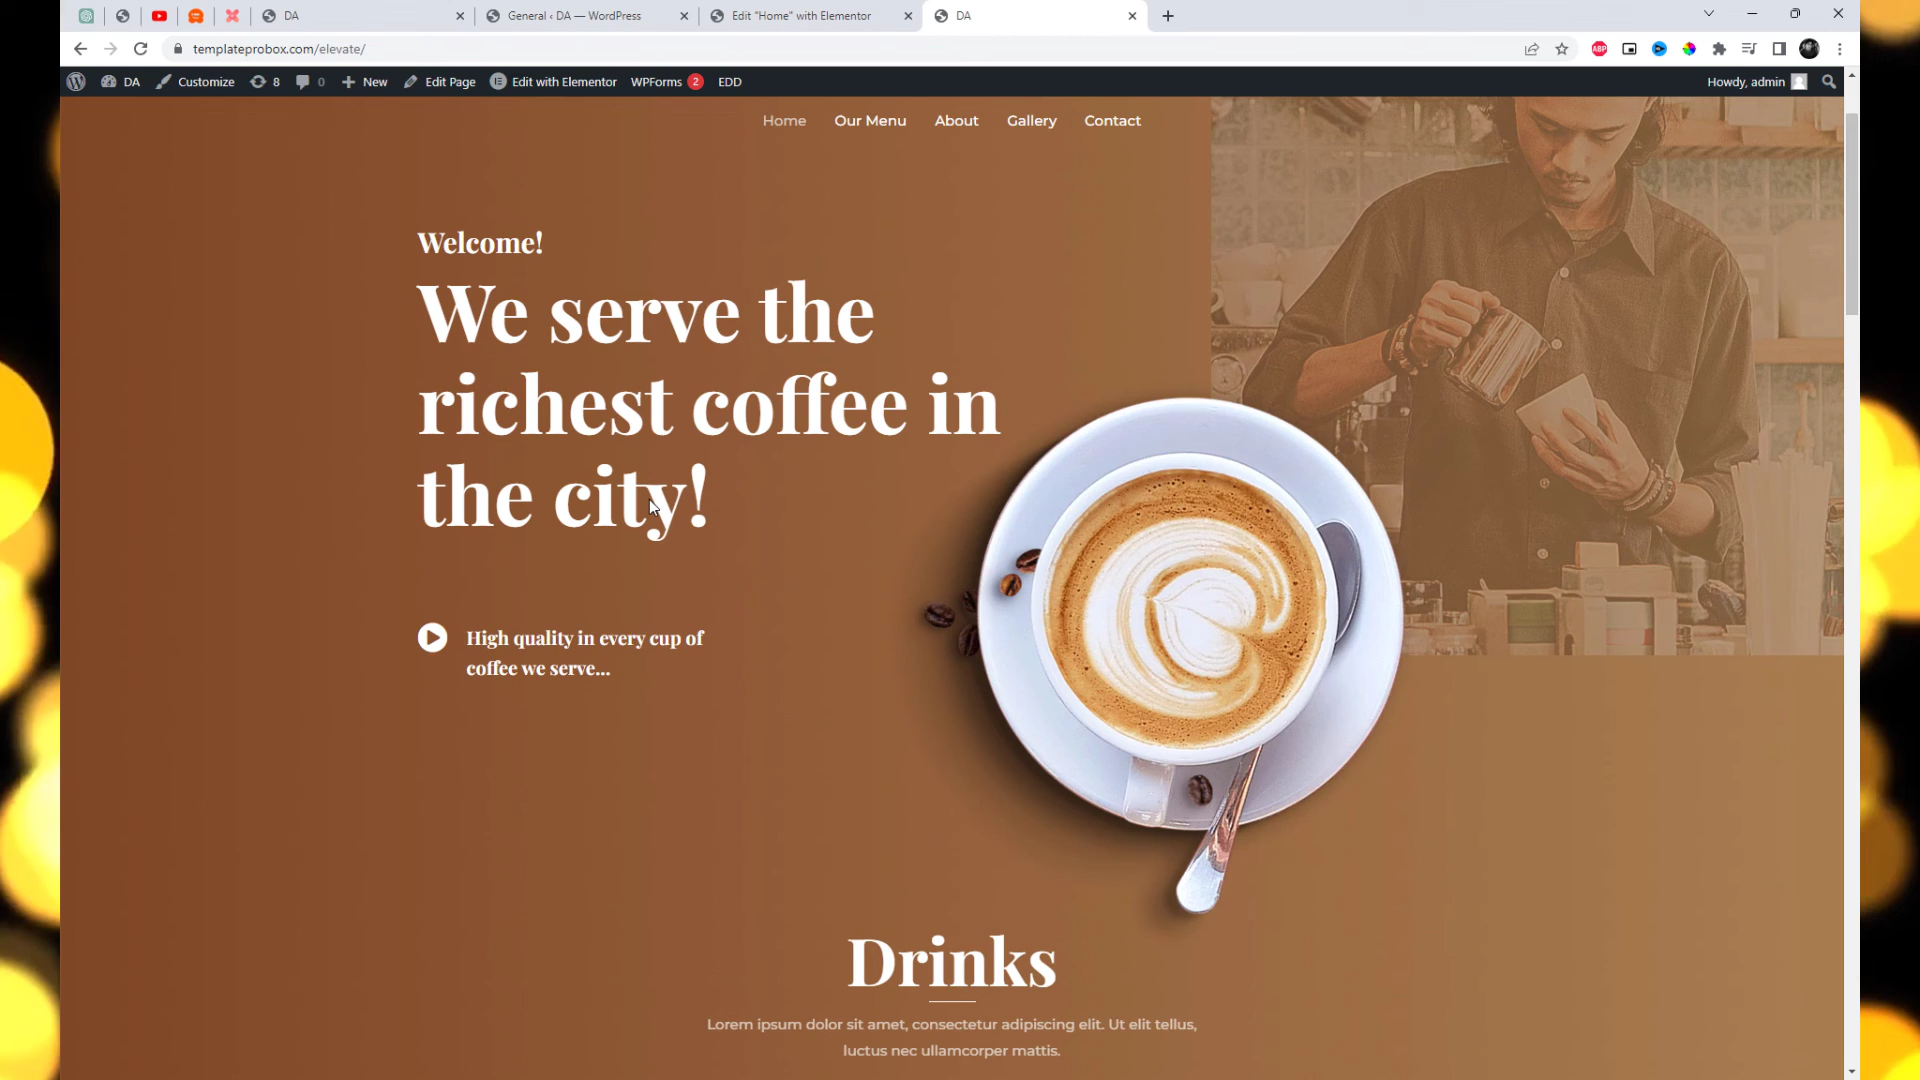 DA
General ‹ DA — WordPress
Edit "Home" with Elementor
DA
templateprobox.com/elevate/
ABP
DA
Customize
8
0
New
Edit Page
Edit with Elementor
WPForms 2
EDD
Howdy, admin
Home
Our Menu
About
Gallery
Contact
Welcome!
We serve the
richest coffee in
the city!
High quality in every cup of
coffee we serve...
Drinks
Lorem ipsum dolor sit amet, consectetur adipiscing elit. Ut elit tellus,
luctus nec ullamcorper mattis.